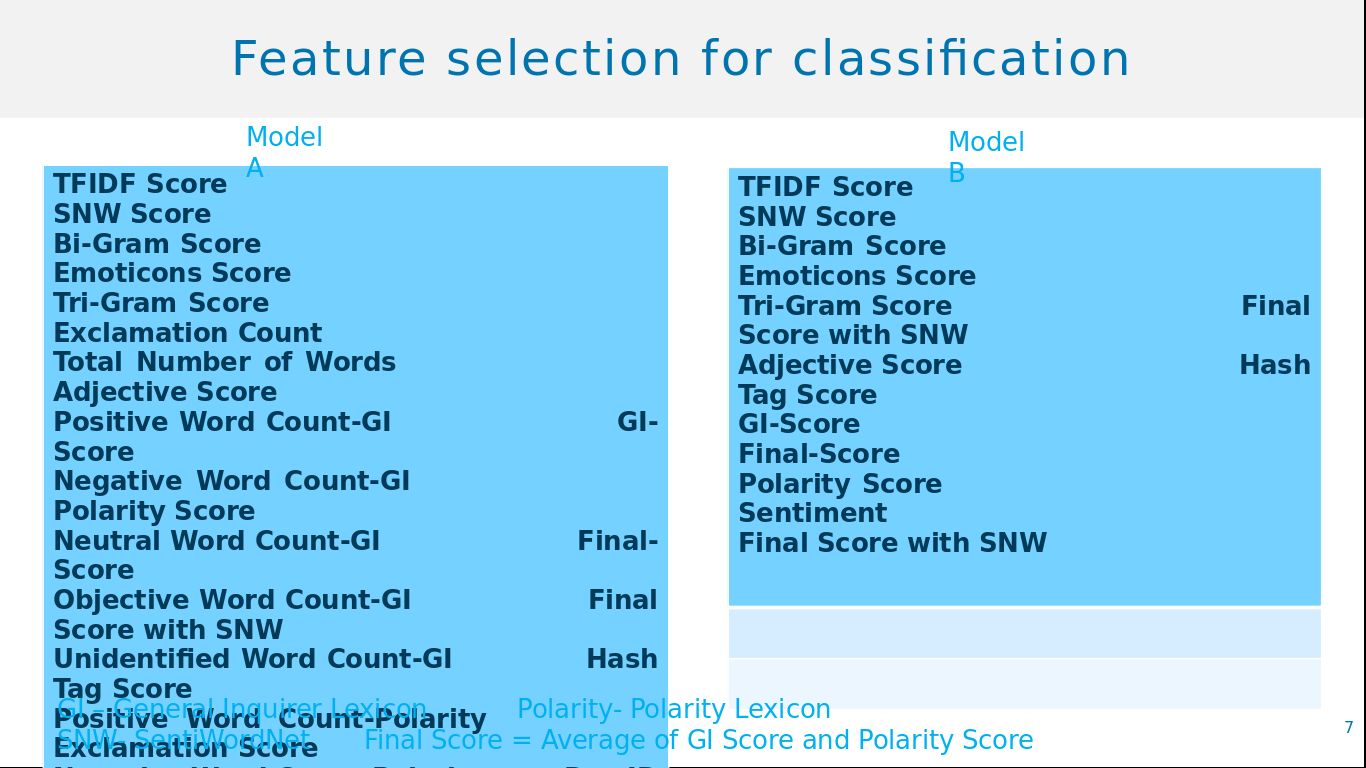 Feature selection for classification
Model
A
TFIDF Score
SNW Score
Bi-Gram Score
Emoticons Score
Tri-Gram Score
Exclamation Count
Total Number of Words
Adjective Score
Positive Word Count-GI GI-
Score
Negative Word Count-GI
Polarity Score
Neutral Word Count-GI Final-
Score
Objective Word Count-GI Final
Score with SNW
Unidentified Word Count-GI Hash
Tag Score
Positive Word Count-Polarity
Exclamation Score
Model
B
TFIDF Score
SNW Score
Bi-Gram Score
Emoticons Score
Tri-Gram Score Final
Score with SNW
Adjective Score Hash
Tag Score
GI-Score
Final-Score
Polarity Score
Sentiment
Final Score with SNW
GI – General Inquirer Lexicon Polarity- Polarity Lexicon
SNW- SentiWordNet Final Score = Average of GI Score and Polarity Score
7